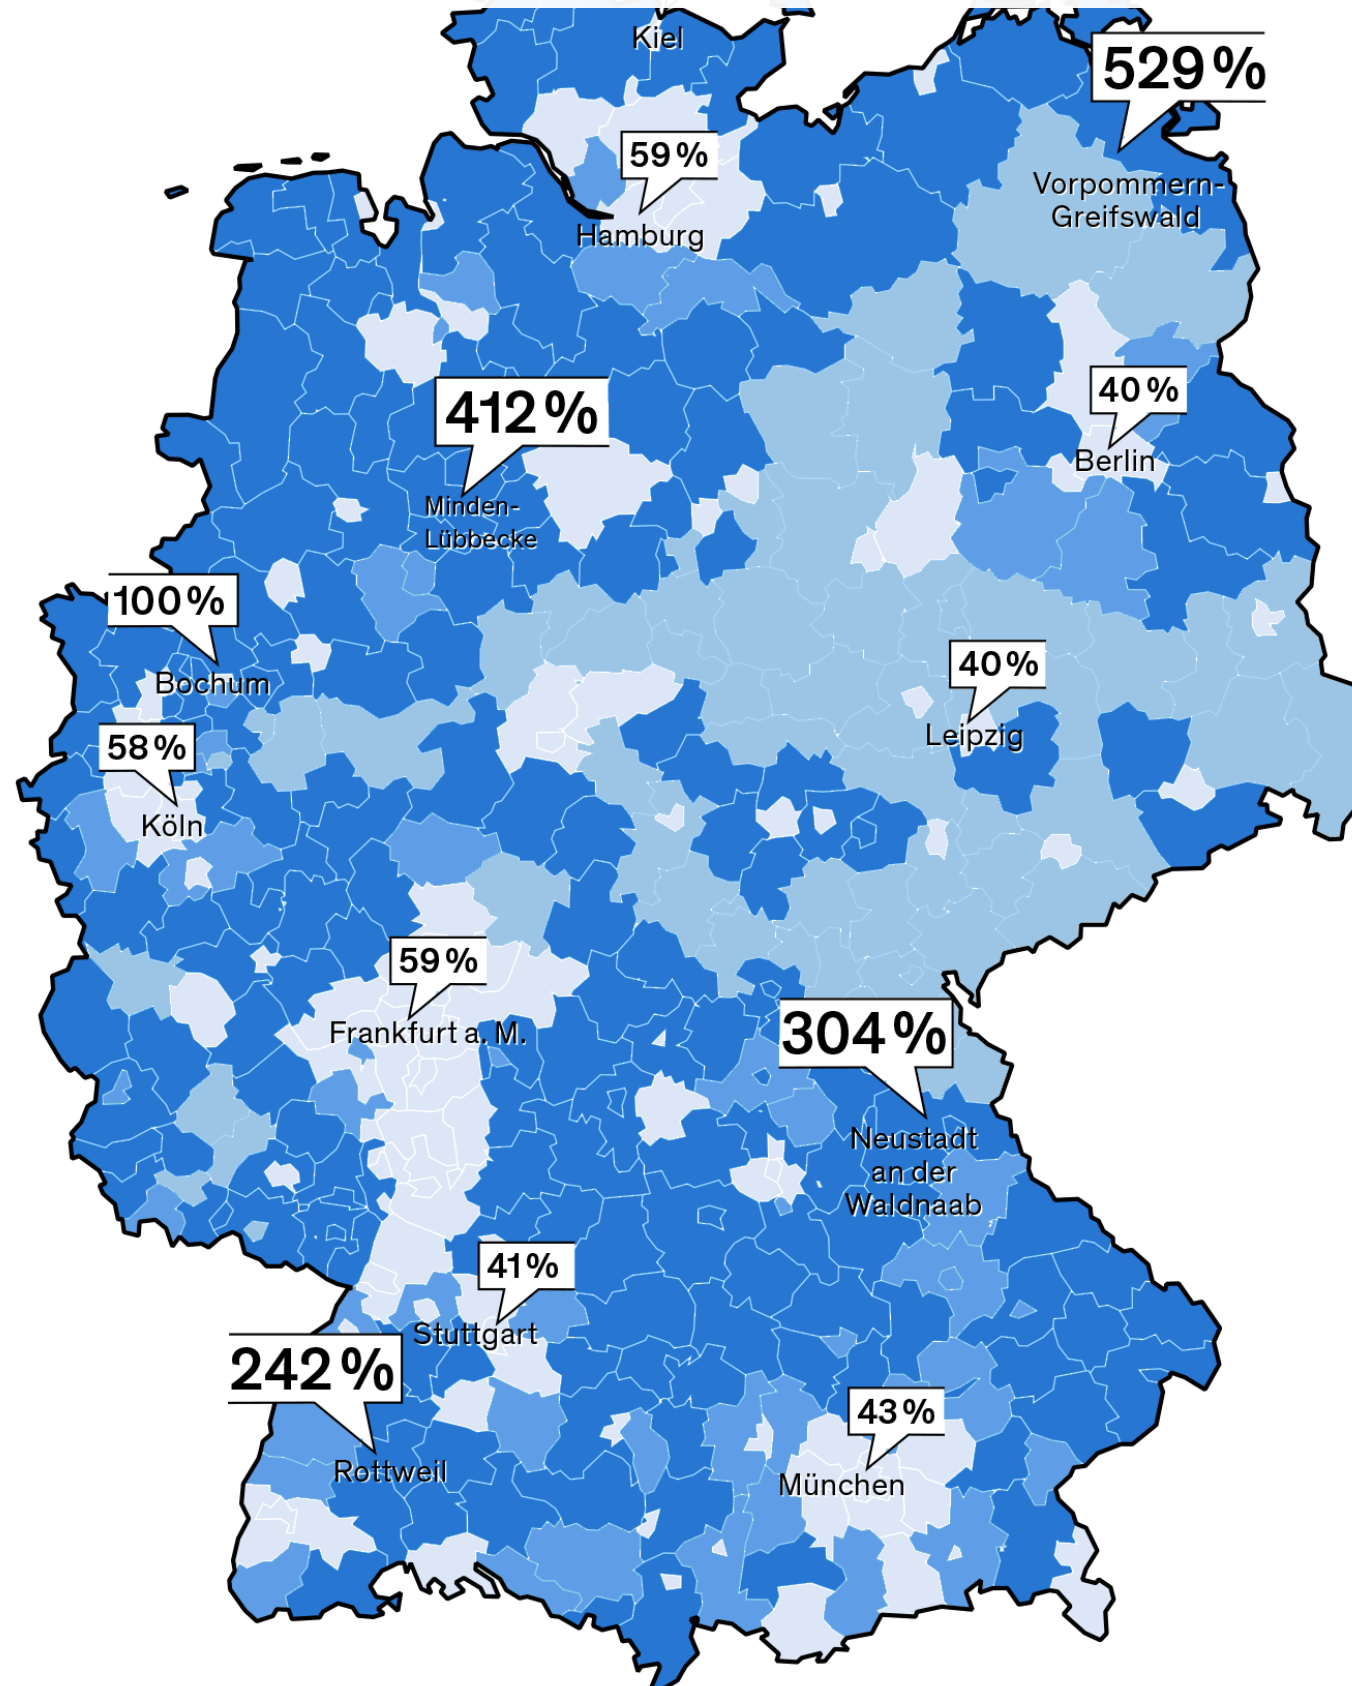 Kiel
529 %
59 %
Vorpommern-
Greifswald
Hamburg
412 %
40 %
Berlin
Minden-
Lübbecke
100 %
40 %
Bochum
Leipzig
58 %
Köln
59 %
Frankfurt a. M.
304 %
Neustadt
an der
Waldnaab
41 %
Stuttgart
242 %
43 %
Rottweil
München